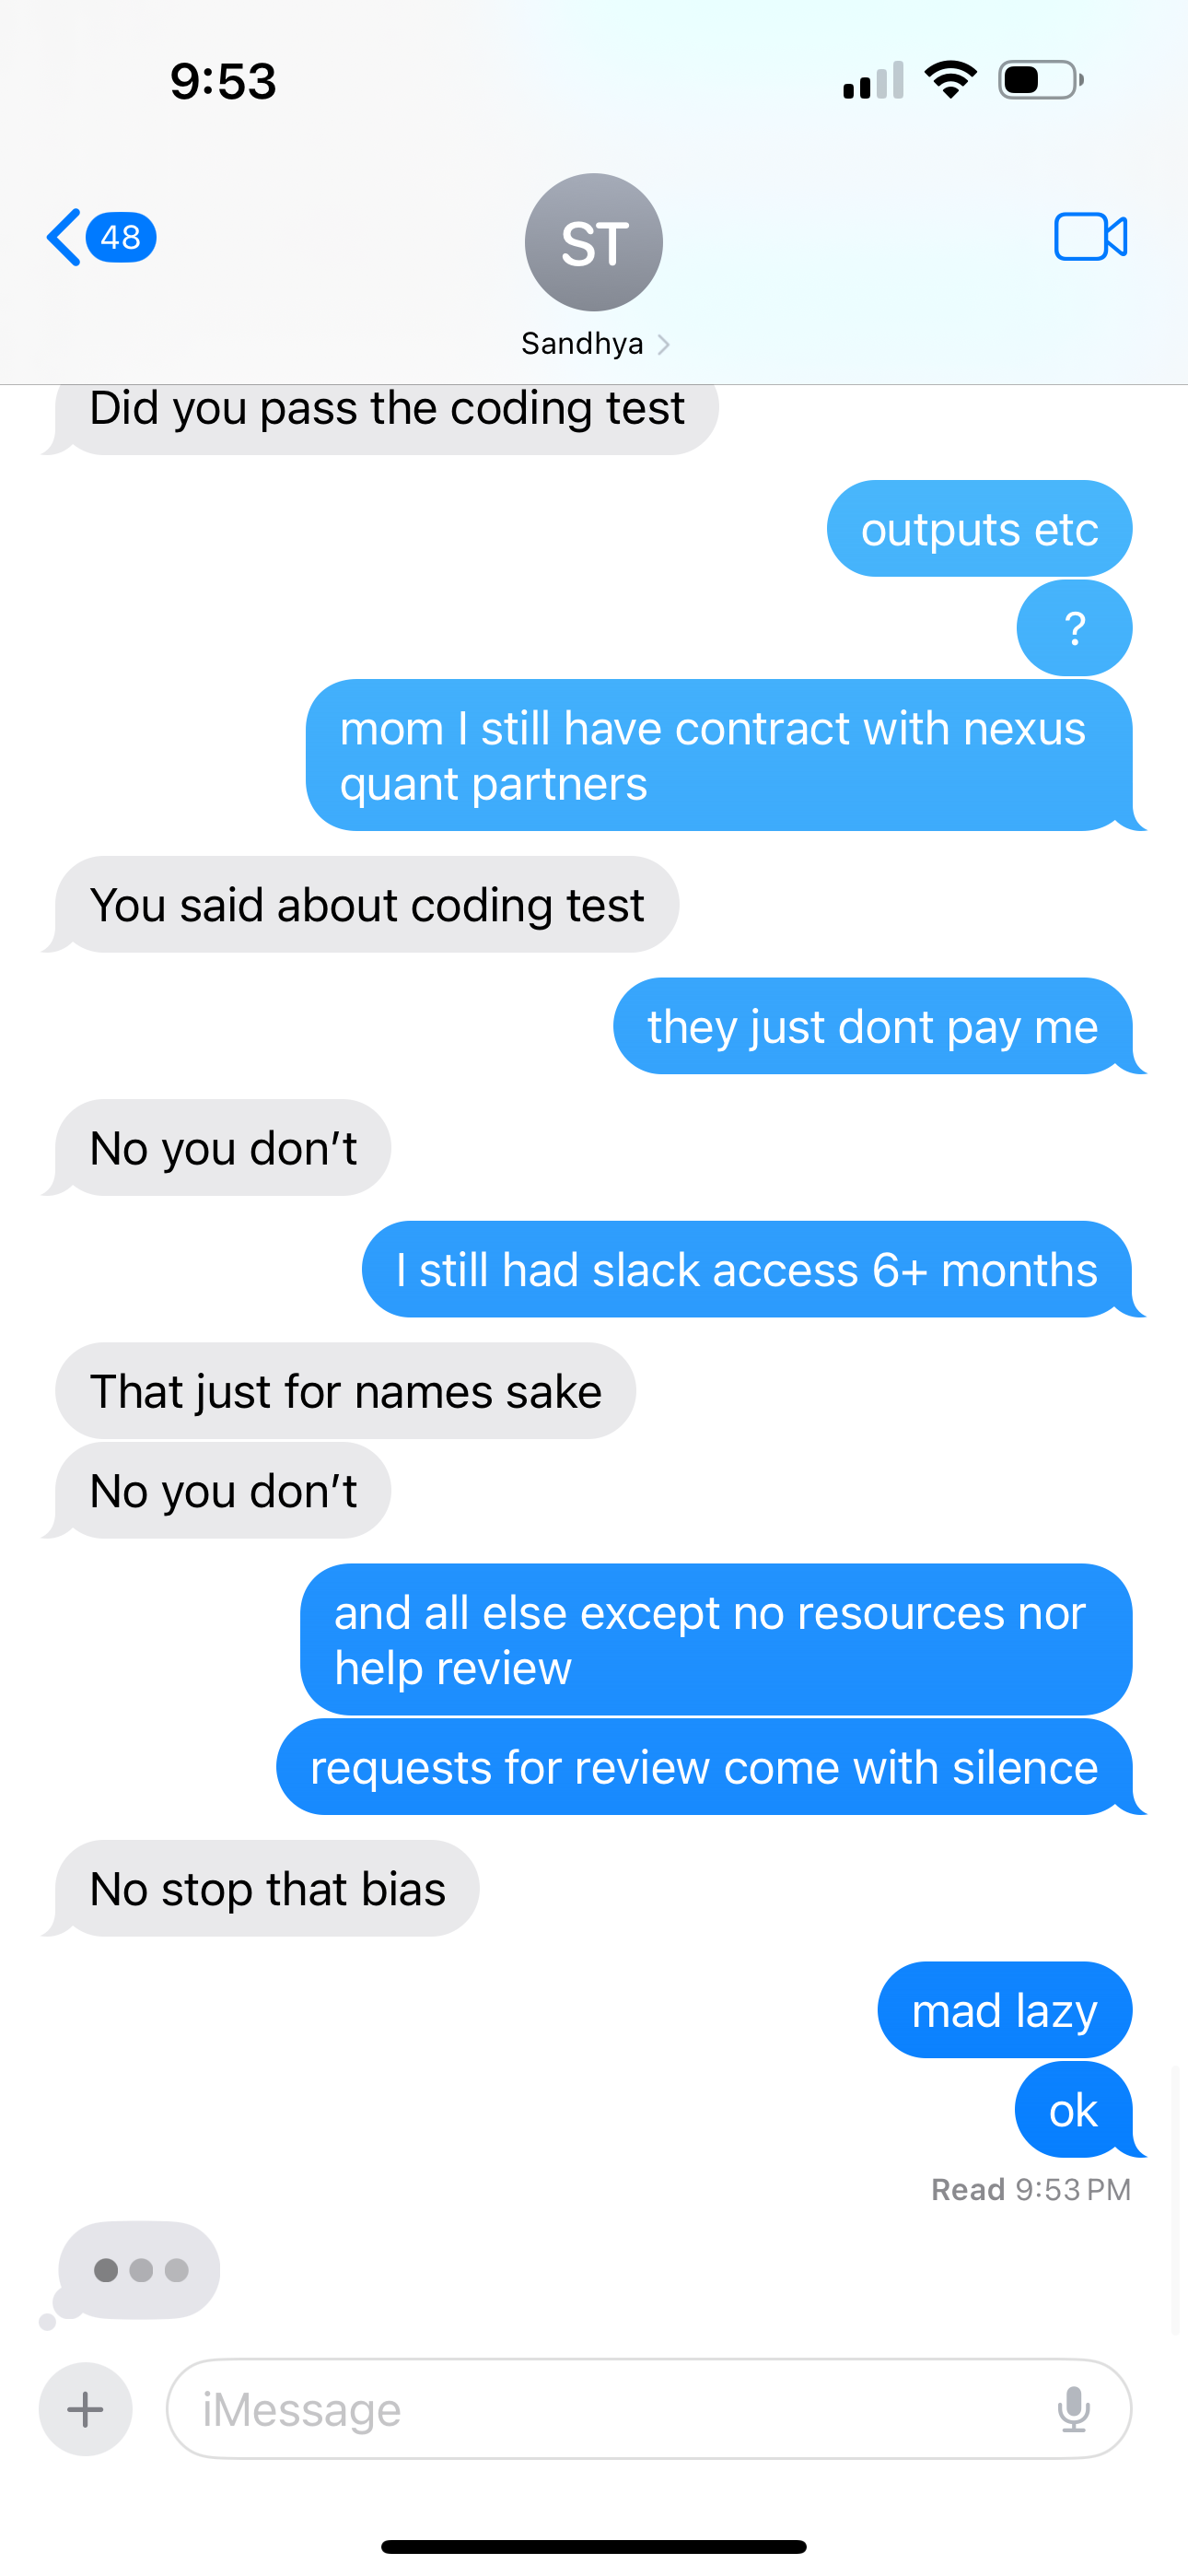 9:53
48
ST
Sandhya
Did you pass the coding test
outputs etc
?
mom I still have contract with nexus
quant partners
You said about coding test
they just dont pay me
No you don’t
I still had slack access 6+ months
That just for names sake
No you don’t
and all else except no resources nor
help review
requests for review come with silence
No stop that bias
mad lazy
ok
Read 9:53 PM
iMessage